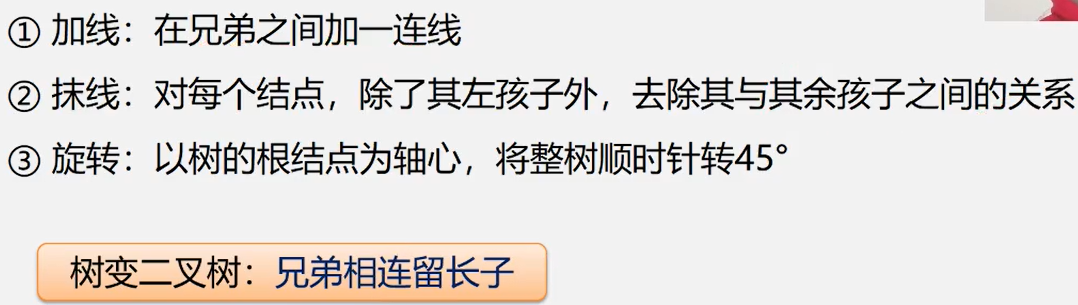 ① 加线：在兄弟之间加一连线
② 抹线：对每个结点，除了其左孩子外，去除其与其余孩子之间的关系
③ 旋转：以树的根结点为轴心，将整树顺时针转45°
树变二叉树：兄弟相连留长子